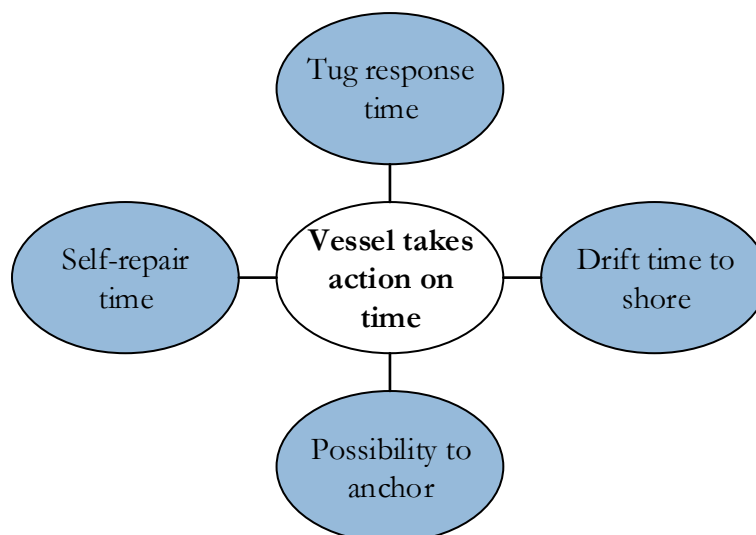 Tug response
time
Self-repair
time
Vessel takes
action on
time
Drift time to
shore
Possibility to
anchor